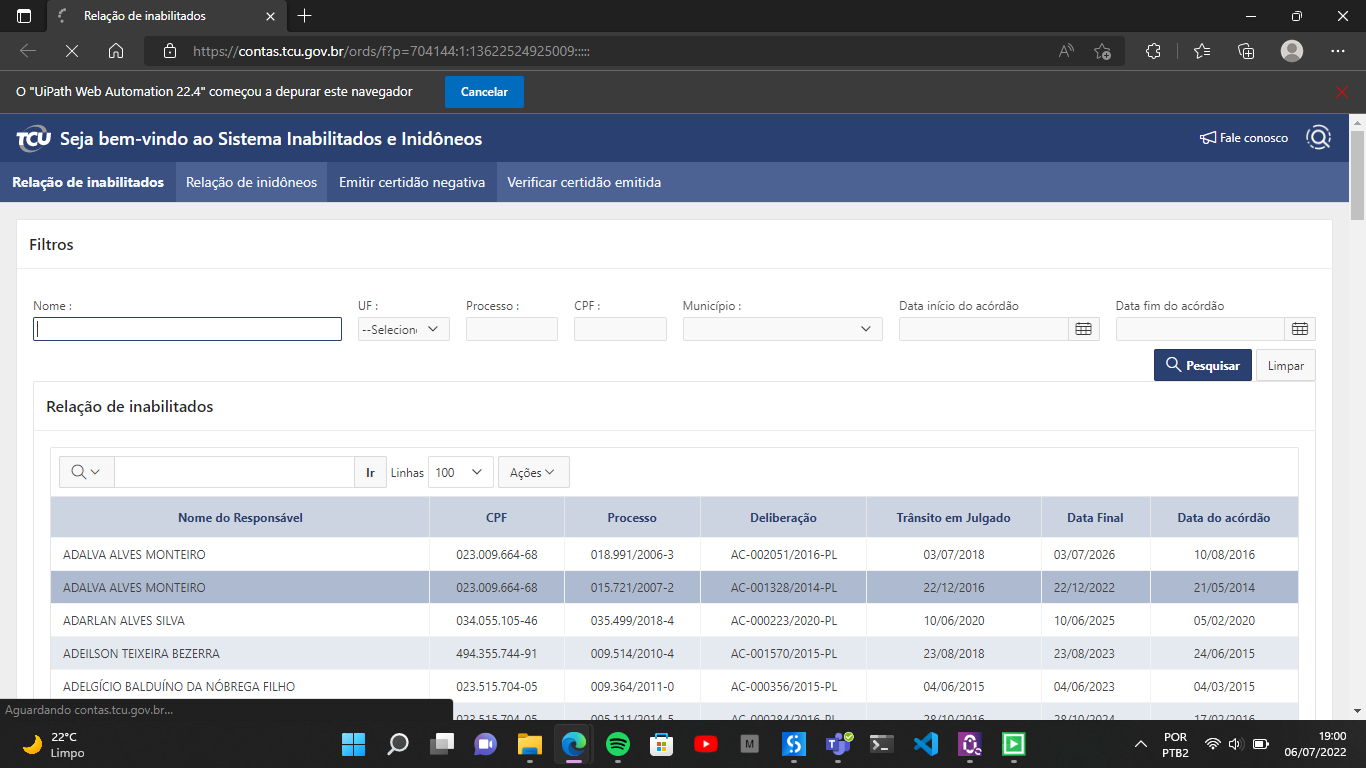 Relação de inabilitados
https://contas.tcu.gov.br/ords/f?p=704144:1:13622524925009:::::
O "UiPath Web Automation 22.4" começou a depurar este navegador Cancelar
TCU Seja bem-vindo ao Sistema Inabilitados e Inidôneos Fale conosco
Relação de inabilitados Relação de inidôneos Emitir certidão negativa Verificar certidão emitida
Filtros
Nome : UF : Processo : CPF : Município : Data início do acórdão Data fim do acórdão
--Selecion
Pesquisar Limpar
Relação de inabilitados
Ir Linhas 100 Ações
Nome do Responsável CPF Processo Deliberação Trânsito em Julgado Data Final Data do acórdão
ADALVA ALVES MONTEIRO 023.009.664-68 018.991/2006-3 AC-002051/2016-PL 03/07/2018 03/07/2026 10/08/2016
ADALVA ALVES MONTEIRO 023.009.664-68 015.721/2007-2 AC-001328/2014-PL 22/12/2016 22/12/2022 21/05/2014
ADARLAN ALVES SILVA 034.055.105-46 035.499/2018-4 AC-000223/2020-PL 10/06/2020 10/06/2025 05/02/2020
ADEILSON TEIXEIRA BEZERRA 494.355.744-91 009.514/2010-4 AC-001570/2015-PL 23/08/2018 23/08/2023 24/06/2015
ADELGÍCIO BALDUÍNO DA NÓBREGA FILHO 023.515.704-05 009.364/2011-0 AC-000356/2015-PL 04/06/2015 04/06/2023 04/03/2015
023.515.704-05 005.111/2014-5 AC-000284/2016-PL 28/10/2016 28/10/2024 17/02/2016
Aguardando contas.tcu.gov.br...
22°C
Limpo
M
POR
PTB2
19:00
06/07/2022